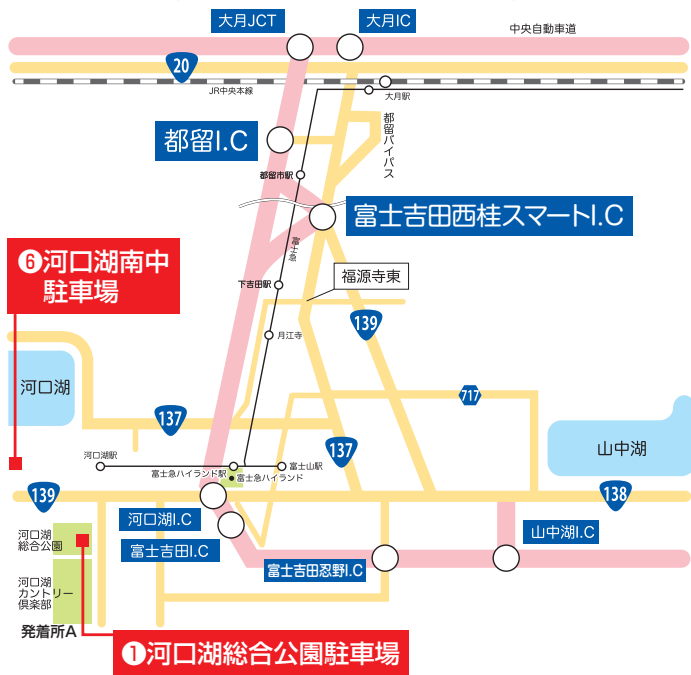 大月JCT
大月IC
中央自動車道
20
JR中央本線
大月駅
都留I.C
都留バイパス
都留市駅
富士吉田西桂スマートI.C
富士急
❻河口湖南中
駐車場
下吉田駅
福源寺東
139
月江寺
河口湖
717
137
山中湖
137
河口湖駅
富士急ハイランド駅
富士山駅
富士急ハイランド
139
138
河口湖I.C
富士吉田I.C
山中湖I.C
河口湖
総合公園
富士吉田忍野I.C
河口湖
カントリー
倶楽部
発着所A
❶河口湖総合公園駐車場